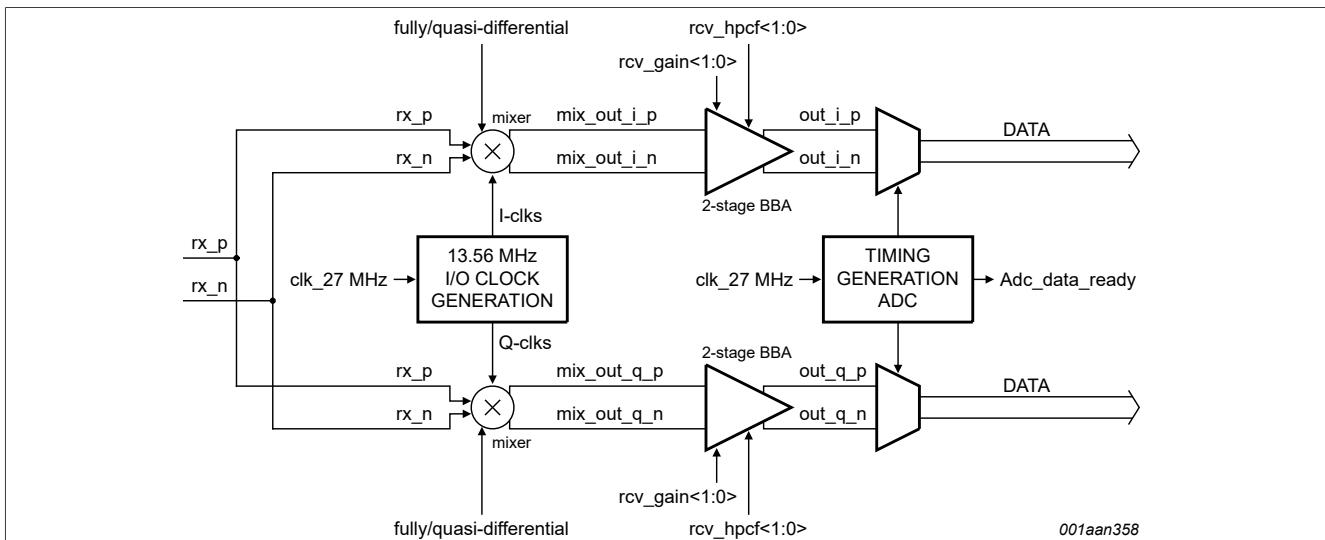 fully/quasi-differential
rcv_hpcf<1:0>
rcv_gain<1:0>
rx_p
mixer
mix_out_i_p
out_i_p
DATA
rx_n
mix_out_i_n
out_i_n
2-stage BBA
I-clks
rx_p
rx_n
clk_27 MHz
13.56 MHz
I/O CLOCK
GENERATION
clk_27 MHz
TIMING
GENERATION
ADC
Adc_data_ready
Q-clks
2-stage BBA
rx_p
mix_out_q_p
out_q_p
DATA
rx_n
mix_out_q_n
out_q_n
mixer
rcv_gain<1:0>
fully/quasi-differential
rcv_hpcf<1:0>
001aan358